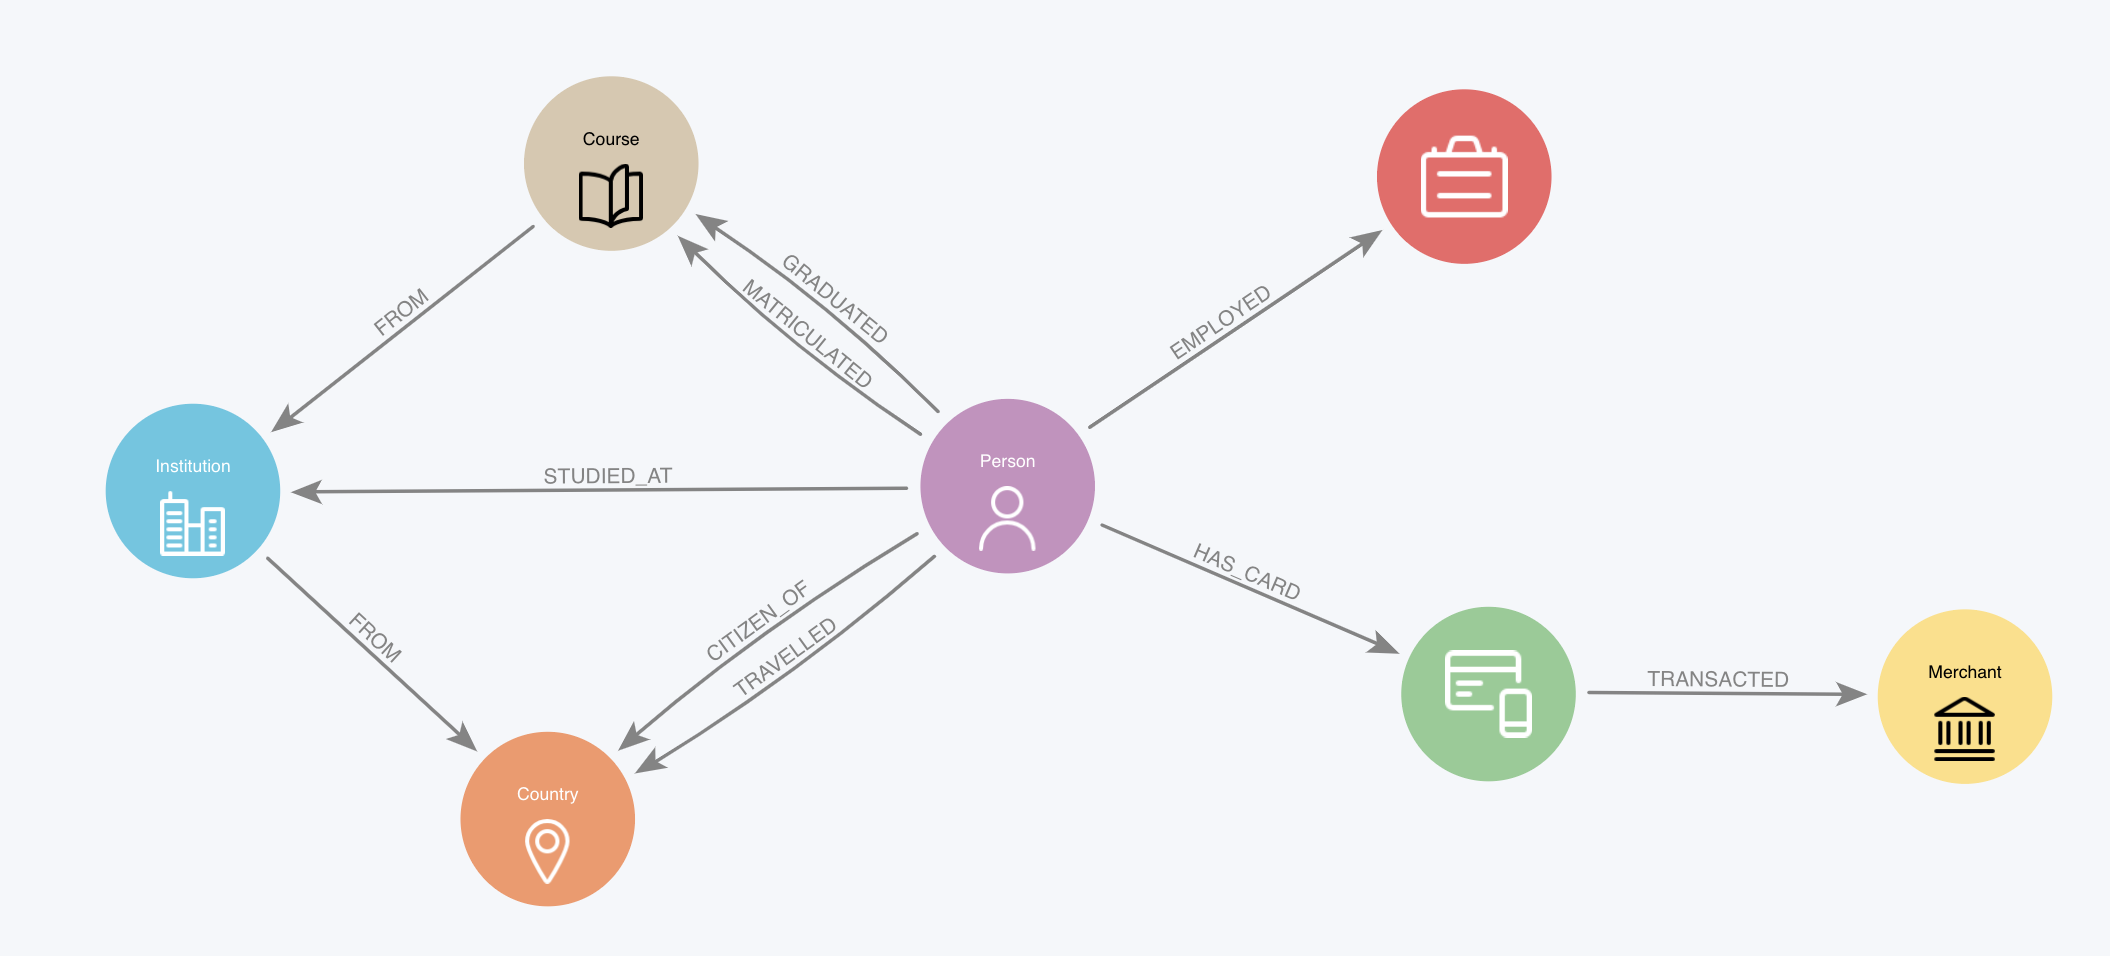 Course
GRADUATED
MATRICULATED
FROM
EMPLOYED
Institution
STUDIED_AT
Person
HAS_CARD
FROM
CITIZEN_OF
TRAVELLED
TRANSACTED
Merchant
Country